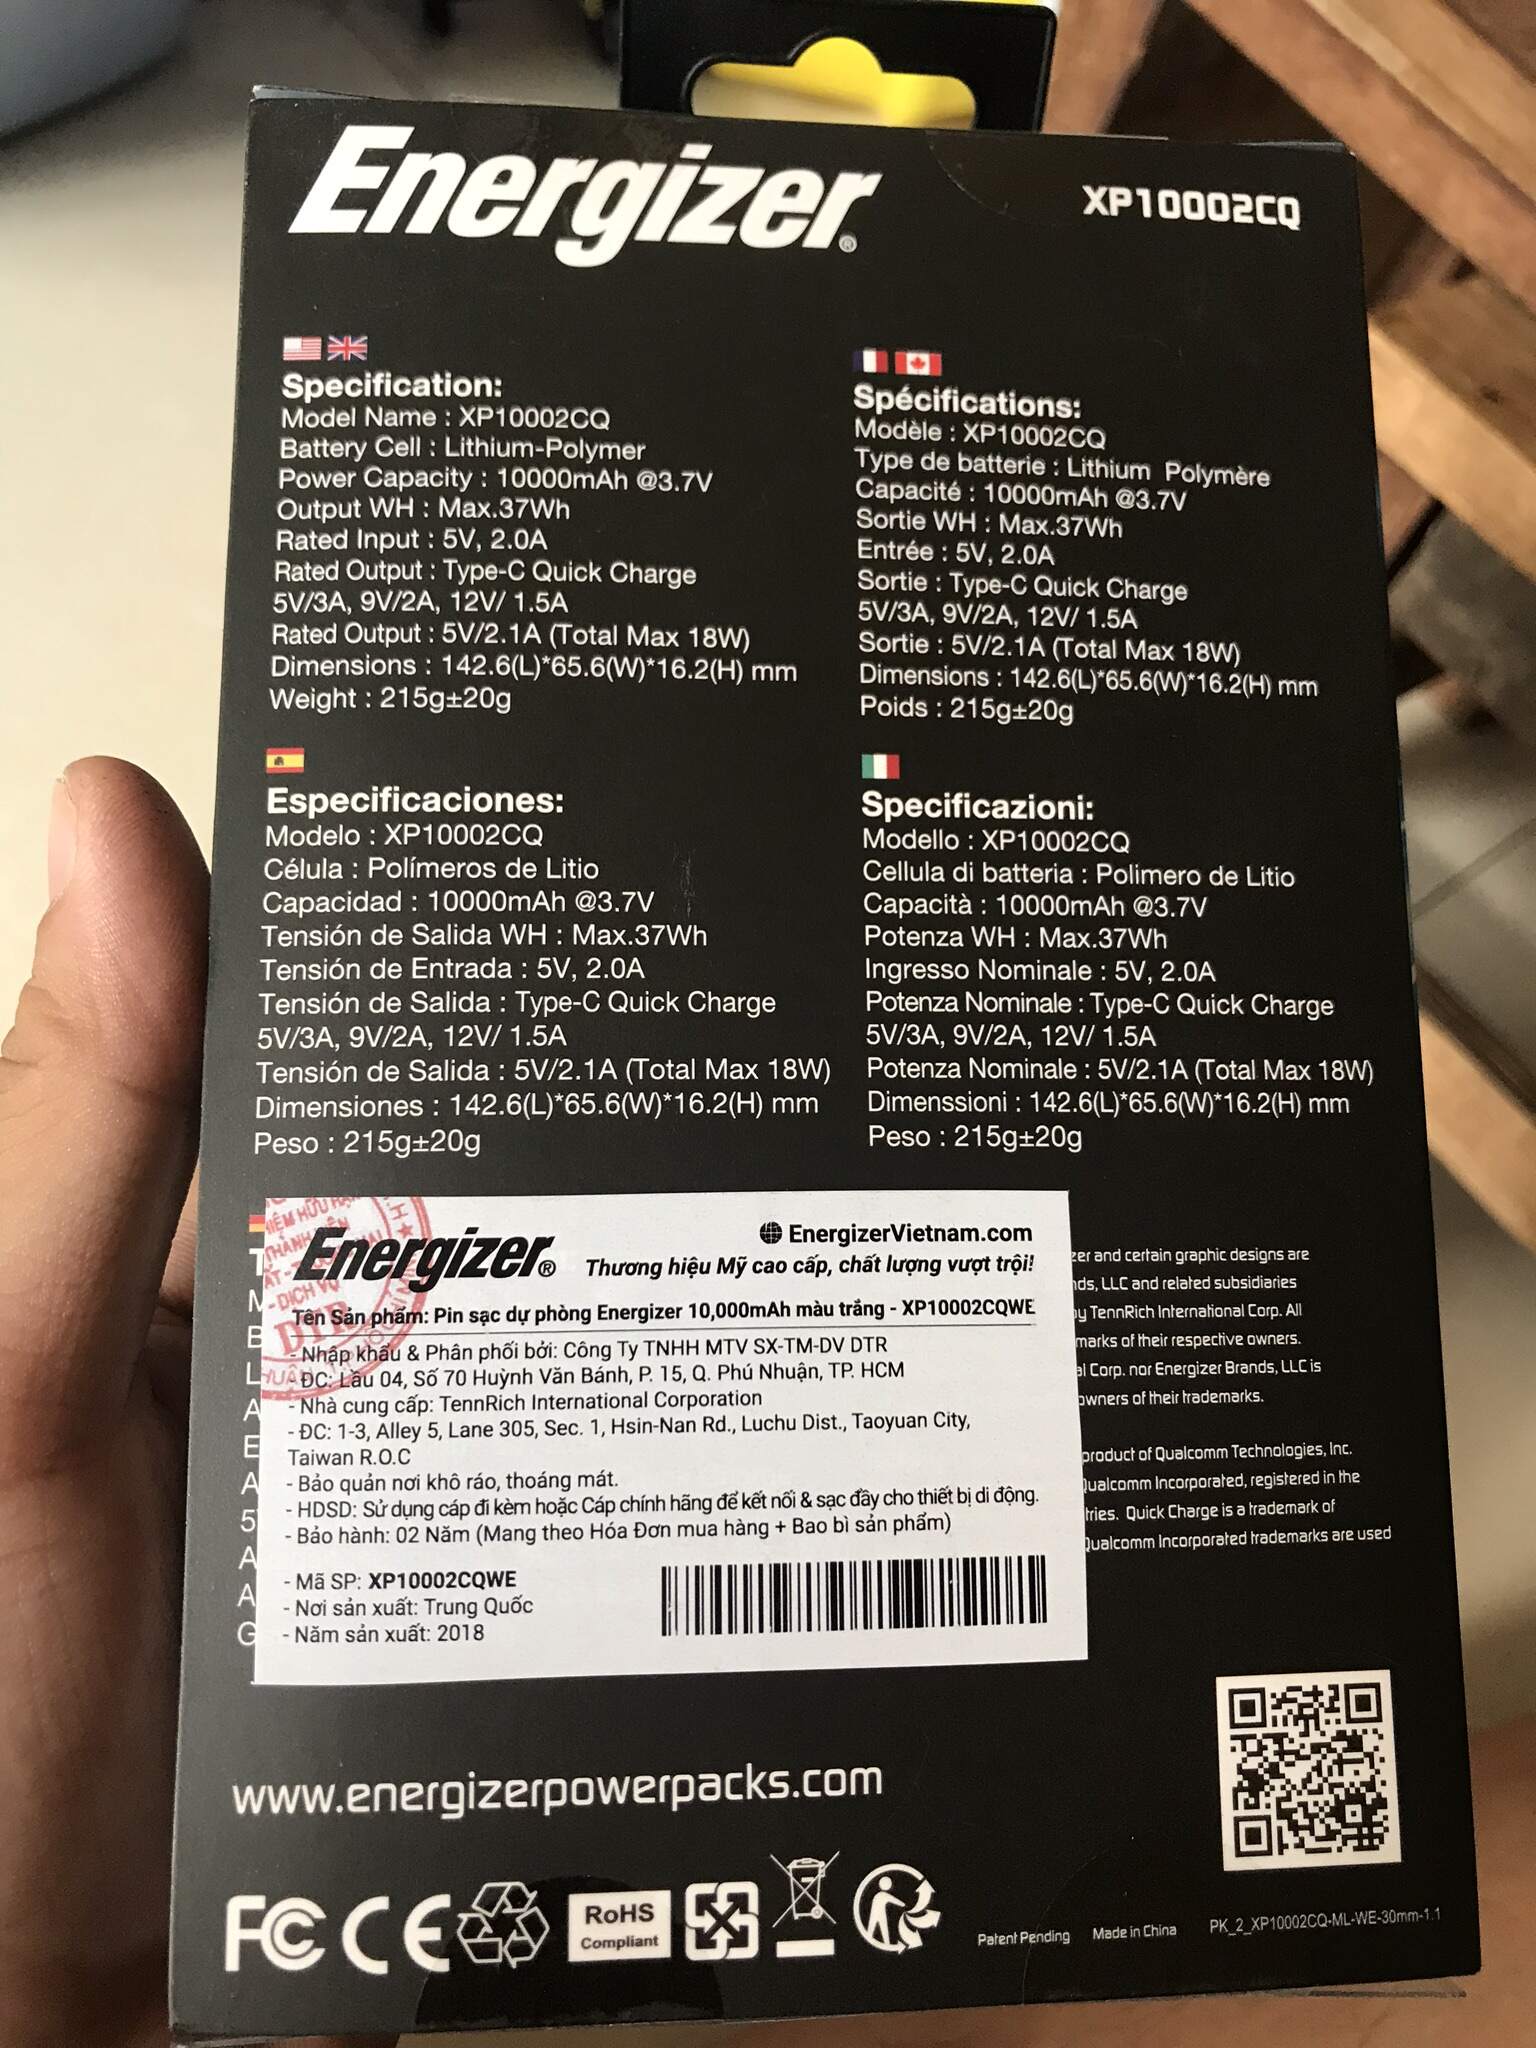 Energizer®
XP10002CQ
Specification:
Model Name : XP10002CQ
Battery Cell : Lithium-Polymer
Power Capacity : 10000mAh @3.7V
Output WH : Max.37Wh
Rated Input : 5V, 2.0A
Rated Output : Type-C Quick Charge
5V/3A, 9V/2A, 12V/ 1.5A
Rated Output : 5V/2.1A (Total Max 18W)
Dimensions : 142.6(L)*65.6(W)*16.2(H) mm
Weight : 215g±20g
Spécifications:
Modèle : XP10002CQ
Type de batterie : Lithium Polymère
Capacité : 10000mAh @3.7V
Sortie WH : Max.37Wh
Entrée : 5V, 2.0A
Sortie : Type-C Quick Charge
5V/3A, 9V/2A, 12V/ 1.5A
Sortie : 5V/2.1A (Total Max 18W)
Dimensions : 142.6(L)*65.6(W)*16.2(H) mm
Poids : 215g±20g
Especificaciones:
Modelo : XP10002CQ
Célula : Polímeros de Litio
Capacidad : 10000mAh @3.7V
Tensión de Salida WH : Max.37Wh
Tensión de Entrada : 5V, 2.0A
Tensión de Salida : Type-C Quick Charge
5V/3A, 9V/2A, 12V/ 1.5A
Tensión de Salida : 5V/2.1A (Total Max 18W)
Dimensiones : 142.6(L)*65.6(W)*16.2(H) mm
Peso : 215g±20g
Specificazioni:
Modello : XP10002CQ
Cellula di batteria : Polimero de Litio
Capacità : 10000mAh @3.7V
Potenza WH : Max.37Wh
Ingresso Nominale : 5V, 2.0A
Potenza Nominale : Type-C Quick Charge
5V/3A, 9V/2A, 12V/ 1.5A
Potenza Nominale : 5V/2.1A (Total Max 18W)
Dimenssioni : 142.6(L)*65.6(W)*16.2(H) mm
Peso : 215g±20g
Energizer®
EnergizerVietnam.com
Thương hiệu Mỹ cao cấp, chất lượng vượt trội!
Tên Sản phẩm: Pin sạc dự phòng Energizer 10,000mAh màu trắng - XP10002CQWE
- Nhập khẩu & Phân phối bởi: Công Ty TNHH MTV SX-TM-DV DTR
- ĐC: Lầu 04, Số 70 Huỳnh Văn Bánh, P. 15, Q. Phú Nhuận, TP. HCM
- Nhà cung cấp: TennRich International Corporation
- ĐC: 1-3, Alley 5, Lane 305, Sec. 1, Hsin-Nan Rd., Luchu Dist., Taoyuan City,
Taiwan R.O.C
- Bảo quản nơi khô ráo, thoáng mát.
- HDSD: Sử dụng cáp đi kèm hoặc Cáp chính hãng để kết nối & sạc đầy cho thiết bị di động.
- Bảo hành: 02 Năm (Mang theo Hóa Đơn mua hàng + Bao bì sản phẩm)
- Mã SP: XP10002CQWE
- Nơi sản xuất: Trung Quốc
- Năm sản xuất: 2018
DỊCH VỤ
DTR
and certain graphic designs are
LLC and related subsidiaries
TennRich International Corp. All
of their respective owners.
Corp. nor Energizer Brands, LLC is
owners of their trademarks.
product of Qualcomm Technologies, Inc.
Qualcomm Incorporated, registered in the
Quick Charge is a trademark of
Qualcomm Incorporated trademarks are used
www.energizerpowerpacks.com
FC CE
RoHS
Compliant
Patent Pending
Made in China
PK_2_XP10002CQ-ML-WE-30mm-1.1